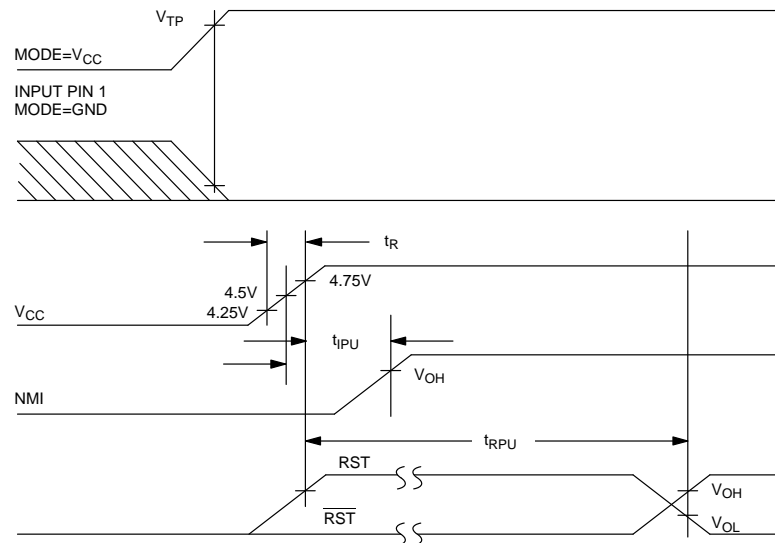 VTP
MODE=VCC
INPUT PIN 1
MODE=GND
tR
4.5V
4.75V
4.25V
VCC
tIPU
VOH
NMI
tRPU
RST
RST
VOH
VOL